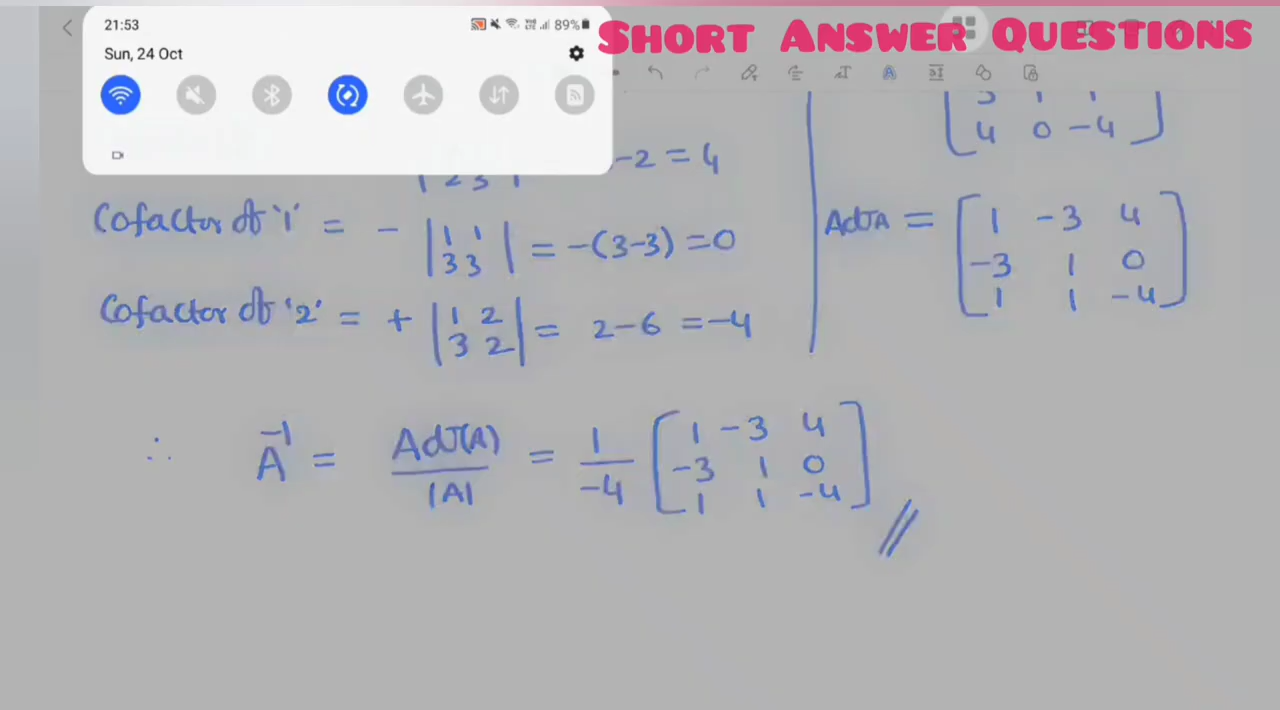 21:53 89%
Sun, 24 Oct
SHORT ANSWER QUESTIONS
-2 = 4
Cofactor of '1' = - | 1 1 | = -(3-3) = 0
3 3
Cofactor of '2' = + | 1 2 | = 2-6 = -4
3 2
4 0 -4
Adj A = [ 1 -3 4
-3 1 0
1 1 -4 ]
∴ A⁻¹ = Adj(A) / |A| = 1 / -4 [ 1 -3 4
-3 1 0
1 1 -4 ] //